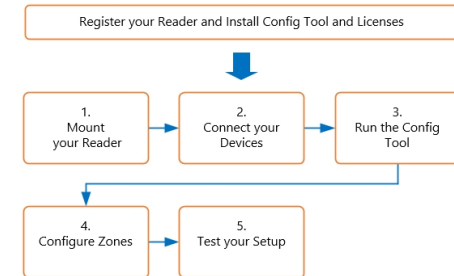 Register your Reader and Install Config Tool and Licenses
1.
Mount
your Reader
2.
Connect your
Devices
3.
Run the Config
Tool
4.
Configure Zones
5.
Test your Setup